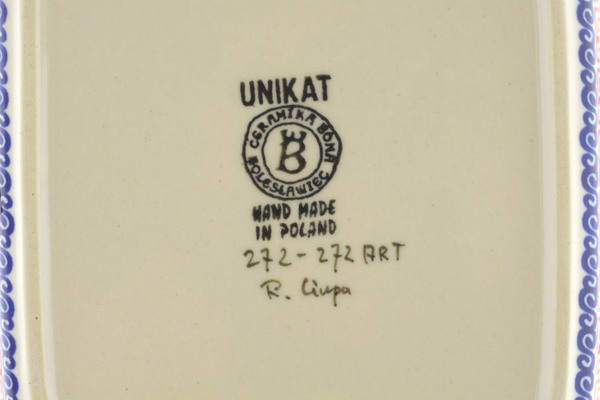 UNIKAT
CERAMIKA BONA
B
BOLESŁAWIEC
HAND MADE
IN POLAND
272-272 ART
R. Ciupa